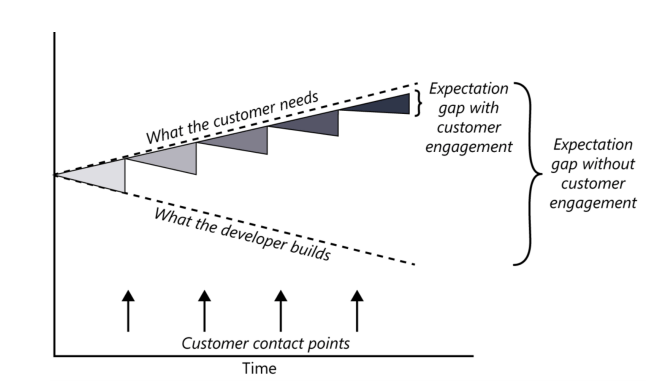 What the customer needs
Expectation
gap with
customer
engagement
Expectation
gap without
customer
engagement
What the developer builds
Customer contact points
Time